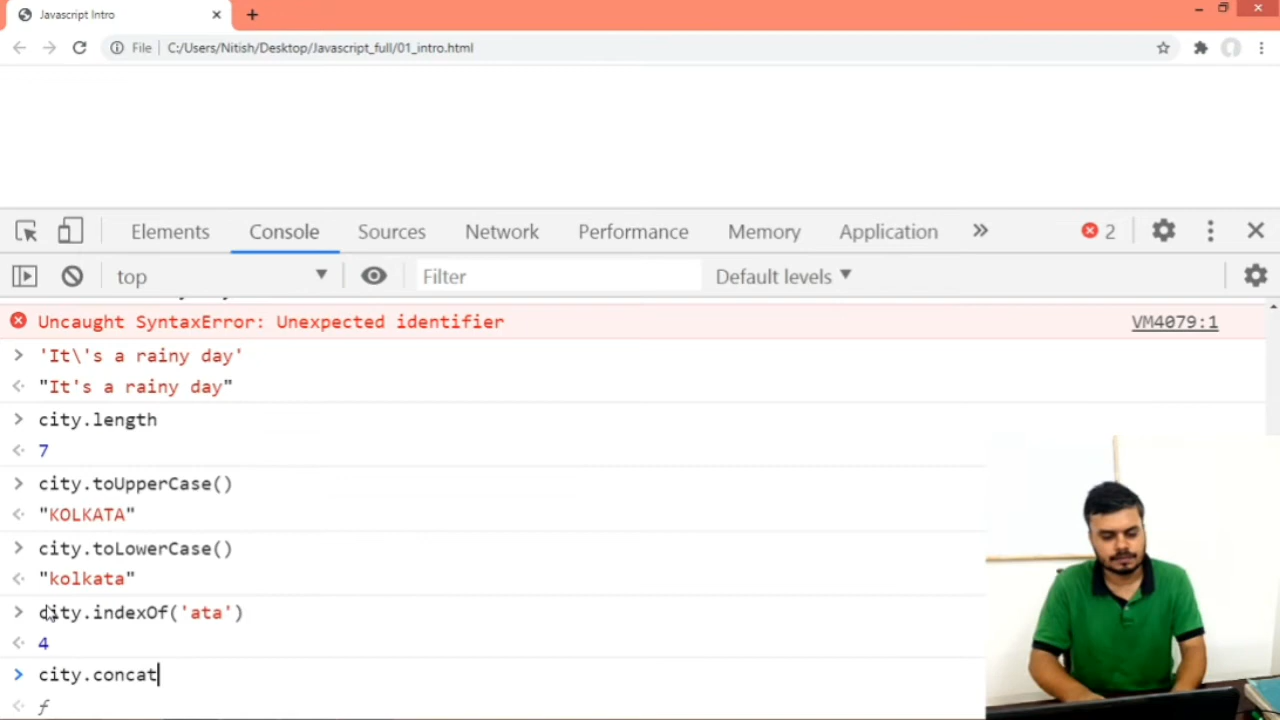 Javascript Intro
File C:/Users/Nitish/Desktop/Javascript_full/01_intro.html
Elements Console Sources Network Performance Memory Application » 2
top Filter Default levels ▼
Uncaught SyntaxError: Unexpected identifier VM4079:1
> 'It\'s a rainy day'
"It's a rainy day"
> city.length
7
> city.toUpperCase()
"KOLKATA"
> city.toLowerCase()
"kolkata"
> city.indexOf('ata')
4
> city.concat
f